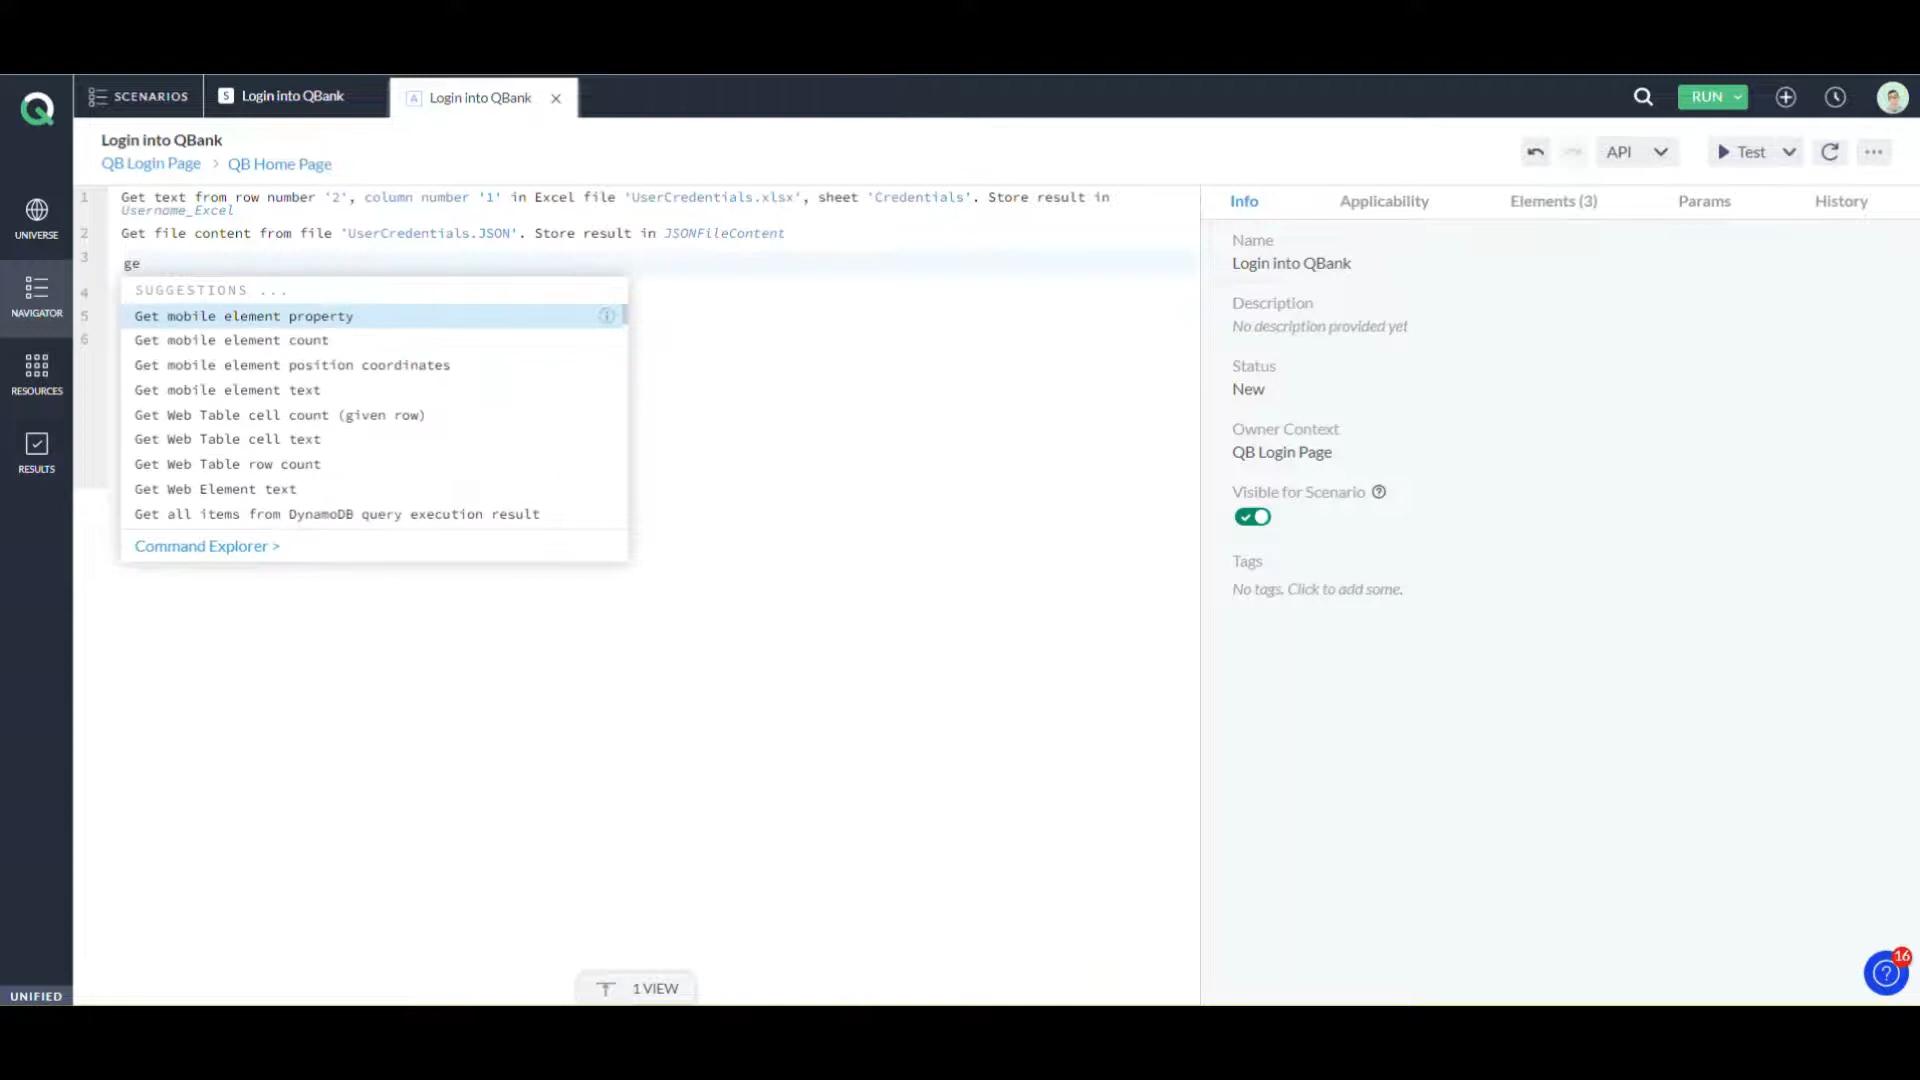 SCENARIOS
S Login into QBank
A Login into QBank
RUN
Login into QBank
QB Login Page > QB Home Page
API
Test
UNIVERSE
NAVIGATOR
RESOURCES
RESULTS
UNIFIED
1 Get text from row number '2', column number '1' in Excel file 'UserCredentials.xlsx', sheet 'Credentials'. Store result in
Username_Excel
2 Get file content from file 'UserCredentials.JSON'. Store result in JSONFileContent
3 ge
4
5
6
SUGGESTIONS ...
Get mobile element property
Get mobile element count
Get mobile element position coordinates
Get mobile element text
Get Web Table cell count (given row)
Get Web Table cell text
Get Web Table row count
Get Web Element text
Get all items from DynamoDB query execution result
Command Explorer >
1 VIEW
Info Applicability Elements (3) Params History
Name
Login into QBank
Description
No description provided yet
Status
New
Owner Context
QB Login Page
Visible for Scenario
Tags
No tags. Click to add some.
16